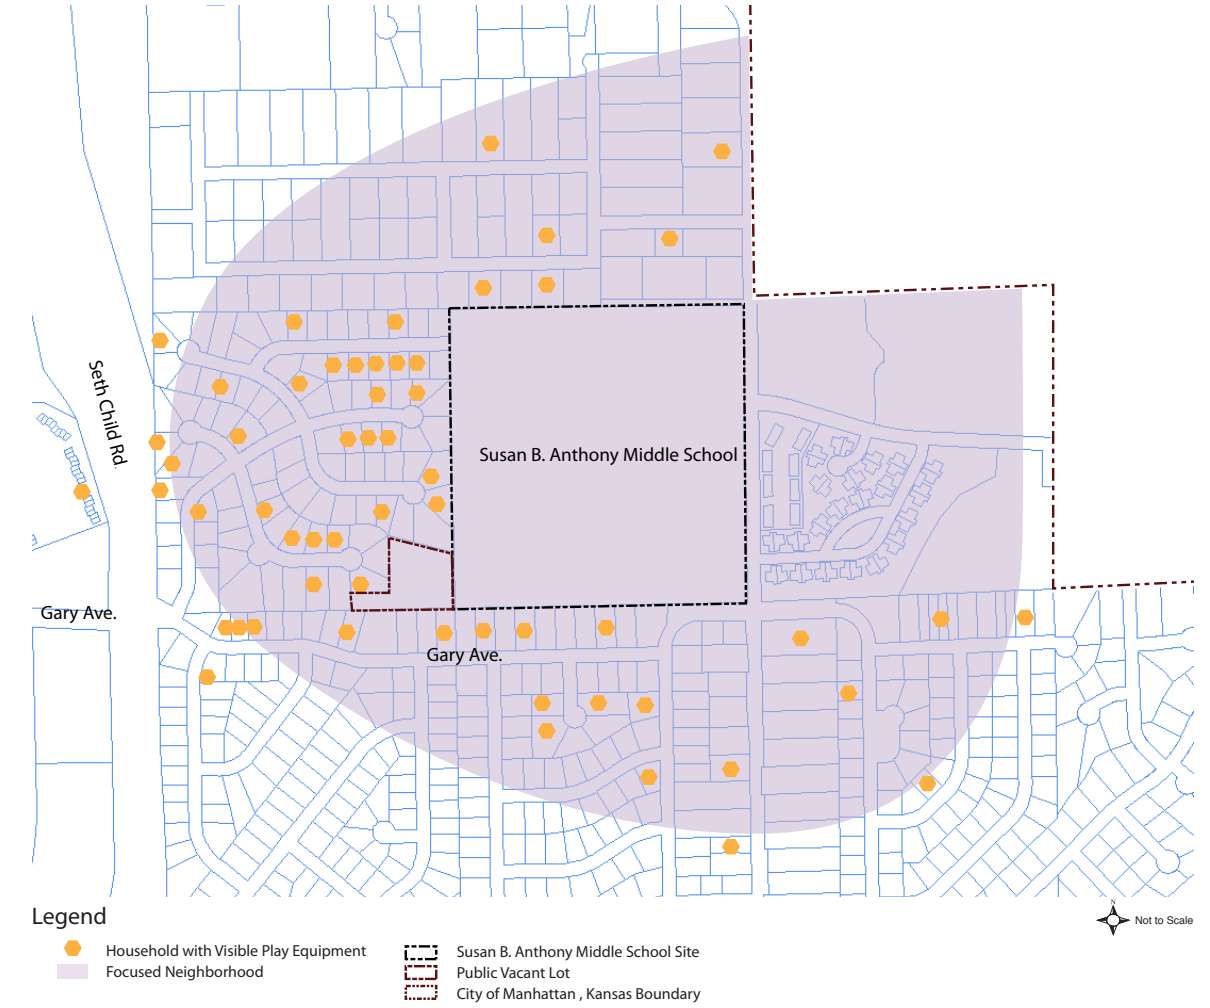 Seth Child Rd.
Susan B. Anthony Middle School
Gary Ave.
Gary Ave.
Legend
Household with Visible Play Equipment
Focused Neighborhood
Susan B. Anthony Middle School Site
Public Vacant Lot
City of Manhattan , Kansas Boundary
N
Not to Scale